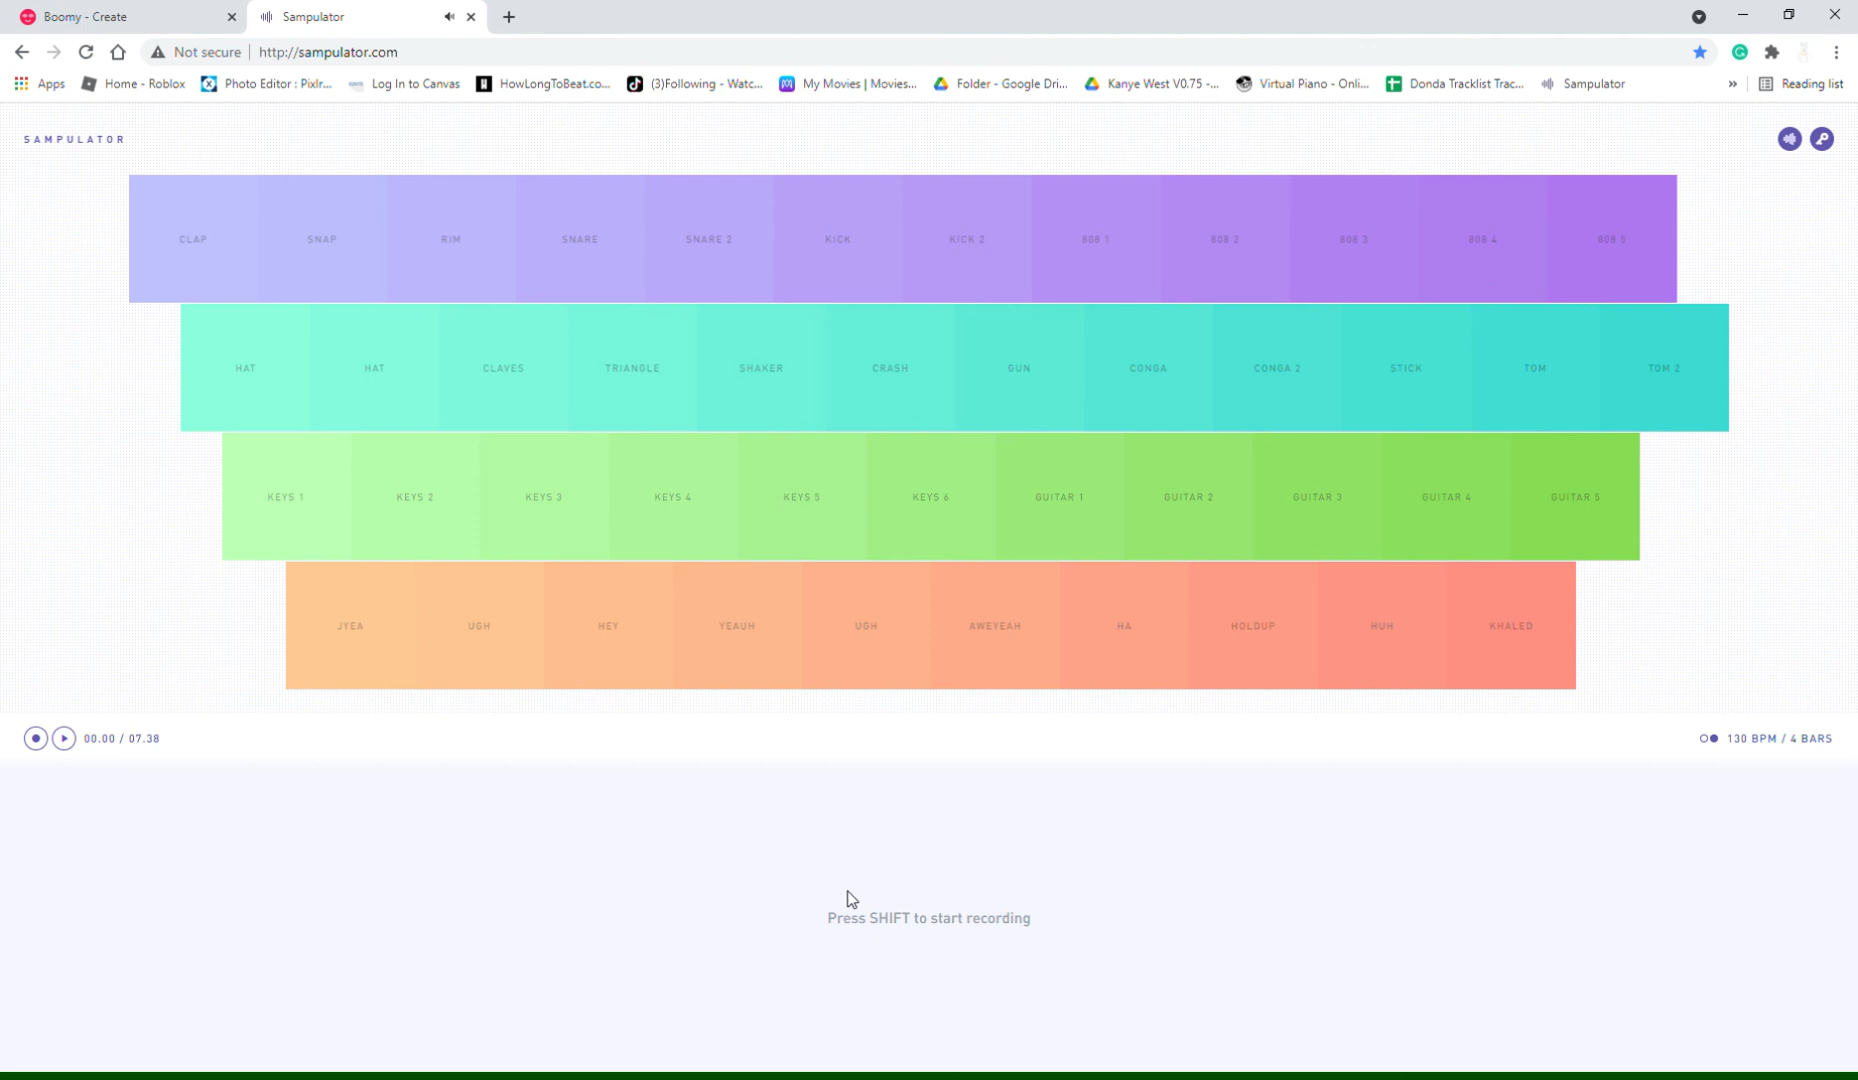 Boomy - Create
Sampulator
Not secure
http://sampulator.com
Apps
Home - Roblox
Photo Editor : Pixlr...
Log In to Canvas
HowLongToBeat.co...
(3)Following - Watc...
My Movies | Movies...
Folder - Google Dri...
Kanye West V0.75 -...
Virtual Piano - Onli...
Donda Tracklist Trac...
Sampulator
»
Reading list
SAMPULATOR
CLAP SNAP RIM SNARE SNARE 2 KICK KICK 2 808 1 808 2 808 3 808 4 808 5
HAT HAT CLAVES TRIANGLE SHAKER CRASH GUN CONGA CONGA 2 STICK TOM TOM 2
KEYS 1 KEYS 2 KEYS 3 KEYS 4 KEYS 5 KEYS 6 GUITAR 1 GUITAR 2 GUITAR 3 GUITAR 4 GUITAR 5
JYEA UGH HEY YEAUH UGH AWEYEAH HA HOLDUP HUH KHALED
00.00 / 07.38
130 BPM / 4 BARS
Press SHIFT to start recording